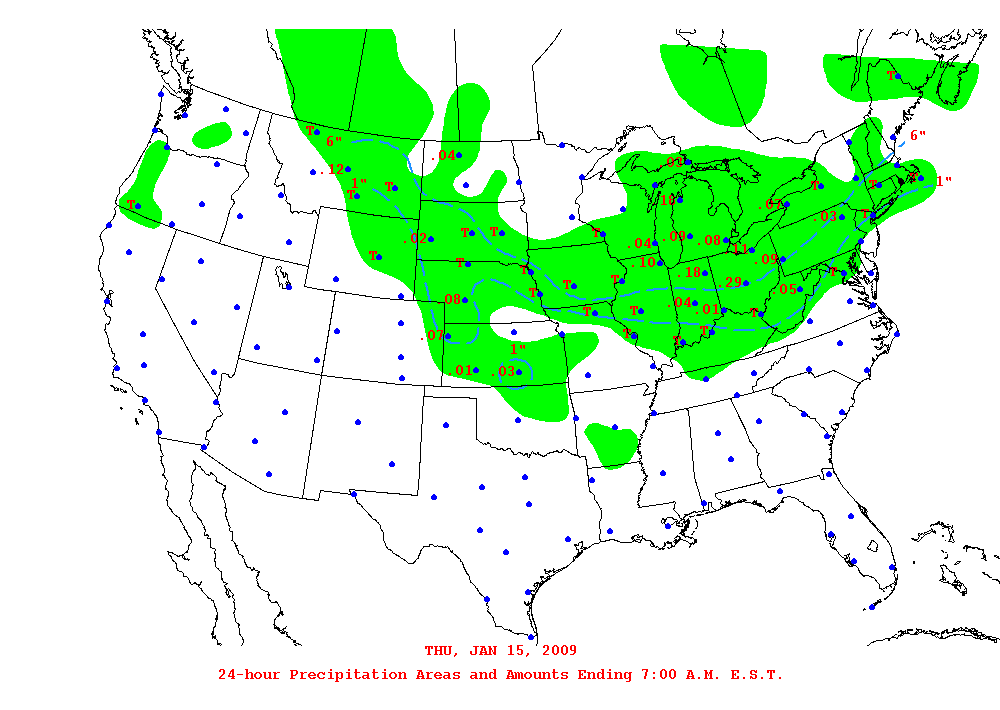 T
6"
T
6"
.04
.01
.12
1"
T
T
T
T
T
1"
T
.18
.01
.03
T
T
.02
T
T
T
.04
.09
.08
.11
T
T
T
.10
.18
.29
.09
.05
T
T
T
.08
T
T
.04
.01
T
.07
T
T
T
1"
.01
.03
THU, JAN 15, 2009
24-hour Precipitation Areas and Amounts Ending 7:00 A.M. E.S.T.